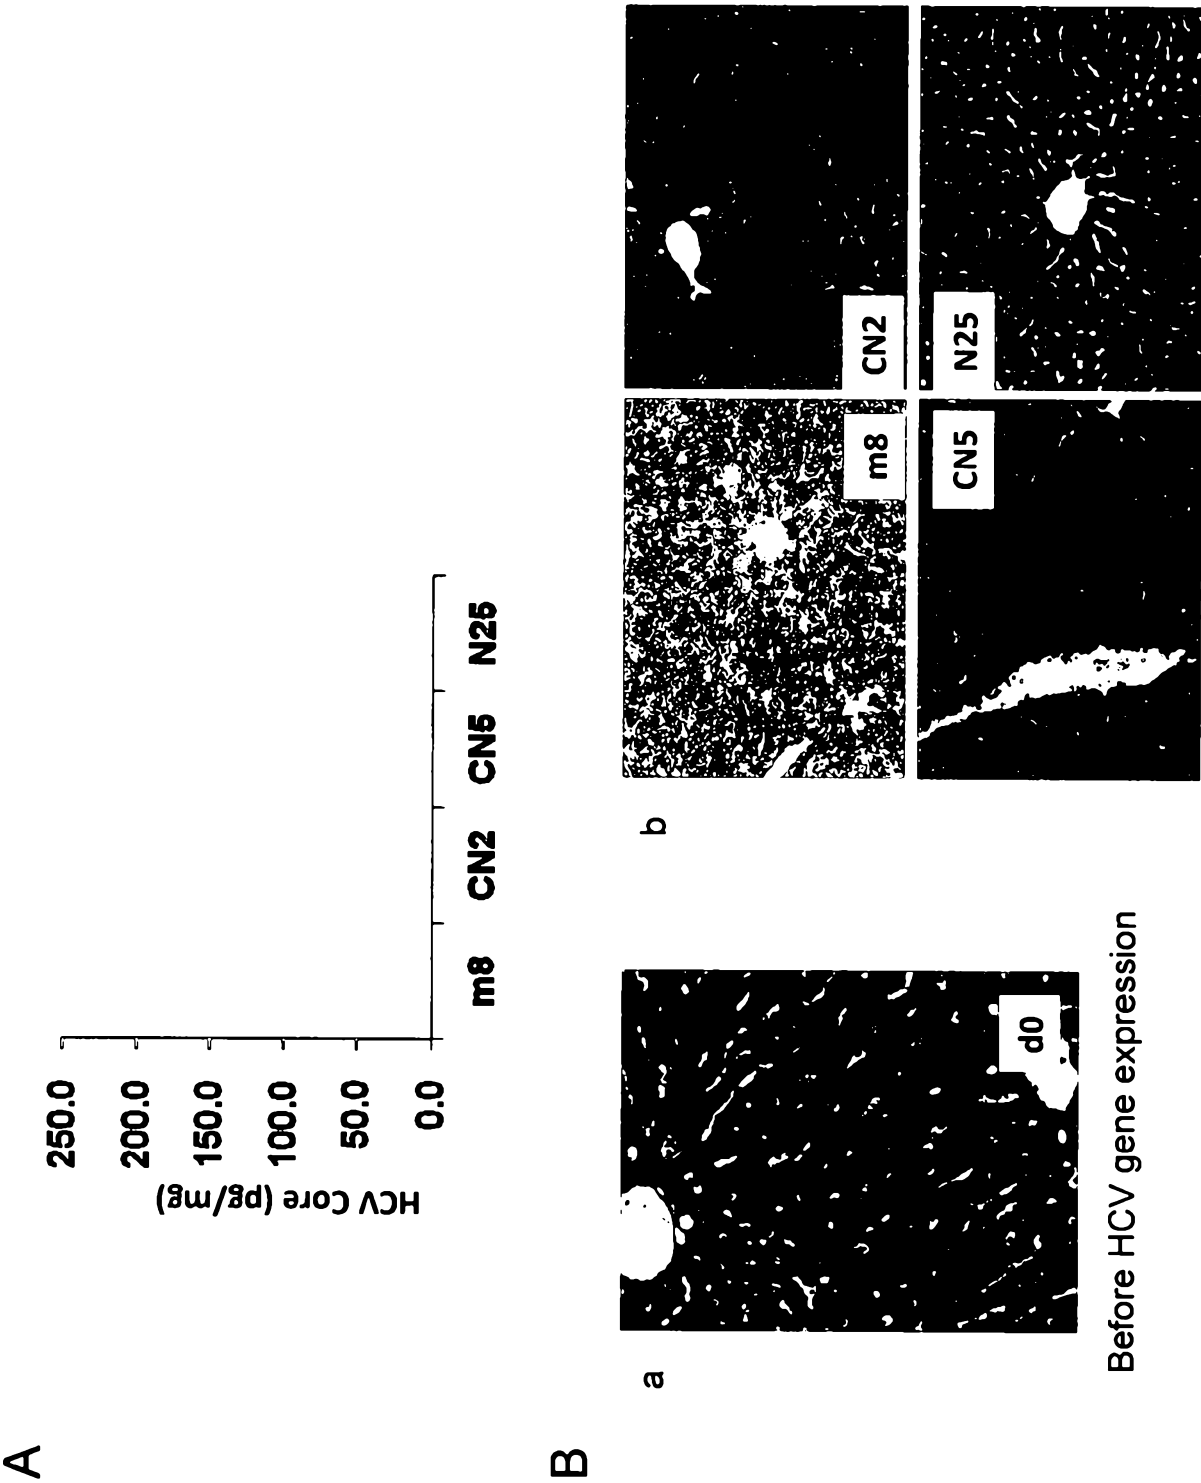 A
HCV Core (pg/mg)
250.0
200.0
150.0
100.0
50.0
0.0
m8 CN2 CN5 N25
B
a
d0
Before HCV gene expression
b
m8
CN2
CN5
N25